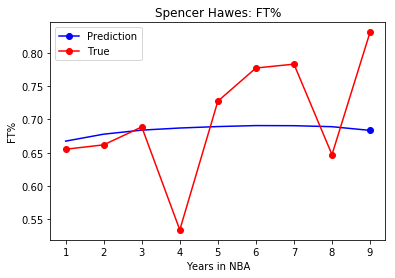 Spencer Hawes: FT%
Prediction
True
FT%
0.80
0.75
0.70
0.65
0.60
0.55
1 2 3 4 5 6 7 8 9
Years in NBA